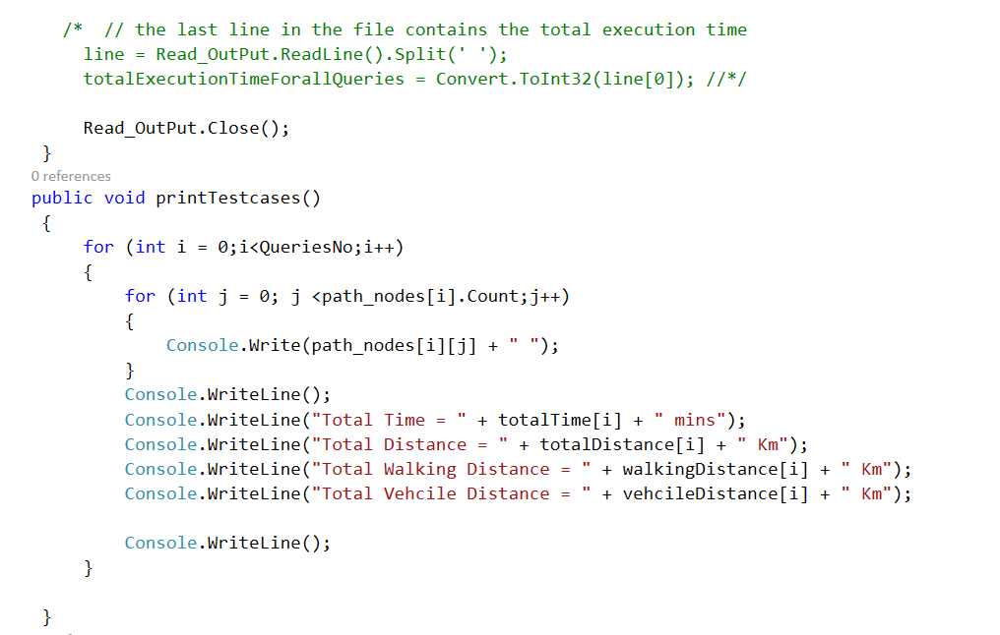 /*  // the last line in the file contains the total execution time
line = Read_OutPut.ReadLine().Split(' ');
totalExecutionTimeForallQueries = Convert.ToInt32(line[0]); //*/
Read_OutPut.Close();
}
0 references
public void printTestcases()
{
for (int i = 0;i<QueriesNo;i++)
{
for (int j = 0; j <path_nodes[i].Count;j++)
{
Console.Write(path_nodes[i][j] + " ");
}
Console.WriteLine();
Console.WriteLine("Total Time = " + totalTime[i] + " mins");
Console.WriteLine("Total Distance = " + totalDistance[i] + " Km");
Console.WriteLine("Total Walking Distance = " + walkingDistance[i] + " Km");
Console.WriteLine("Total Vehcile Distance = " + vehcileDistance[i] + " Km");
Console.WriteLine();
}
}